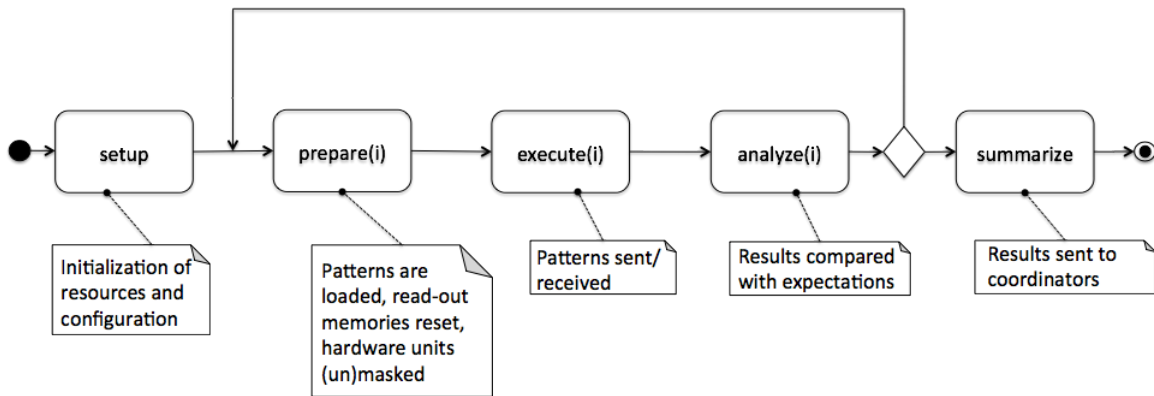 setup
prepare(i)
execute(i)
analyze(i)
summarize
Initialization of
resources and
configuration
Patterns are
loaded, read-out
memories reset,
hardware units
(un)masked
Patterns sent/
received
Results compared
with expectations
Results sent to
coordinators